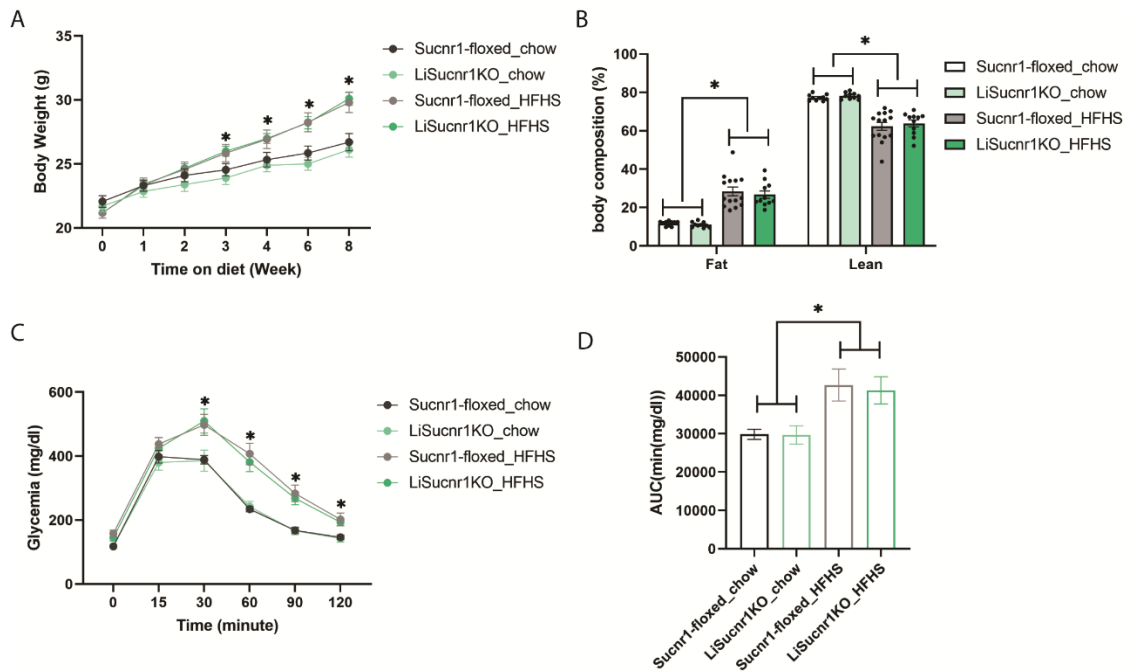 A
Body Weight (g)
35
30
25
20
* * * *
0 1 2 3 4 6 8
Time on diet (Week)
Sucnr1-floxed_chow
LiSucnr1KO_chow
Sucnr1-floxed_HFHS
LiSucnr1KO_HFHS
B
body composition (%)
100
80
60
40
20
0
*
*
Fat Lean
Sucnr1-floxed_chow
LiSucnr1KO_chow
Sucnr1-floxed_HFHS
LiSucnr1KO_HFHS
C
Glycemia (mg/dl)
600
400
200
0
* * * *
0 15 30 60 90 120
Time (minute)
Sucnr1-floxed_chow
LiSucnr1KO_chow
Sucnr1-floxed_HFHS
LiSucnr1KO_HFHS
D
AUC(min(mg/dl))
50000
40000
30000
20000
10000
0
*
Sucnr1-floxed_chow
LiSucnr1KO_chow
Sucnr1-floxed_HFHS
LiSucnr1KO_HFHS